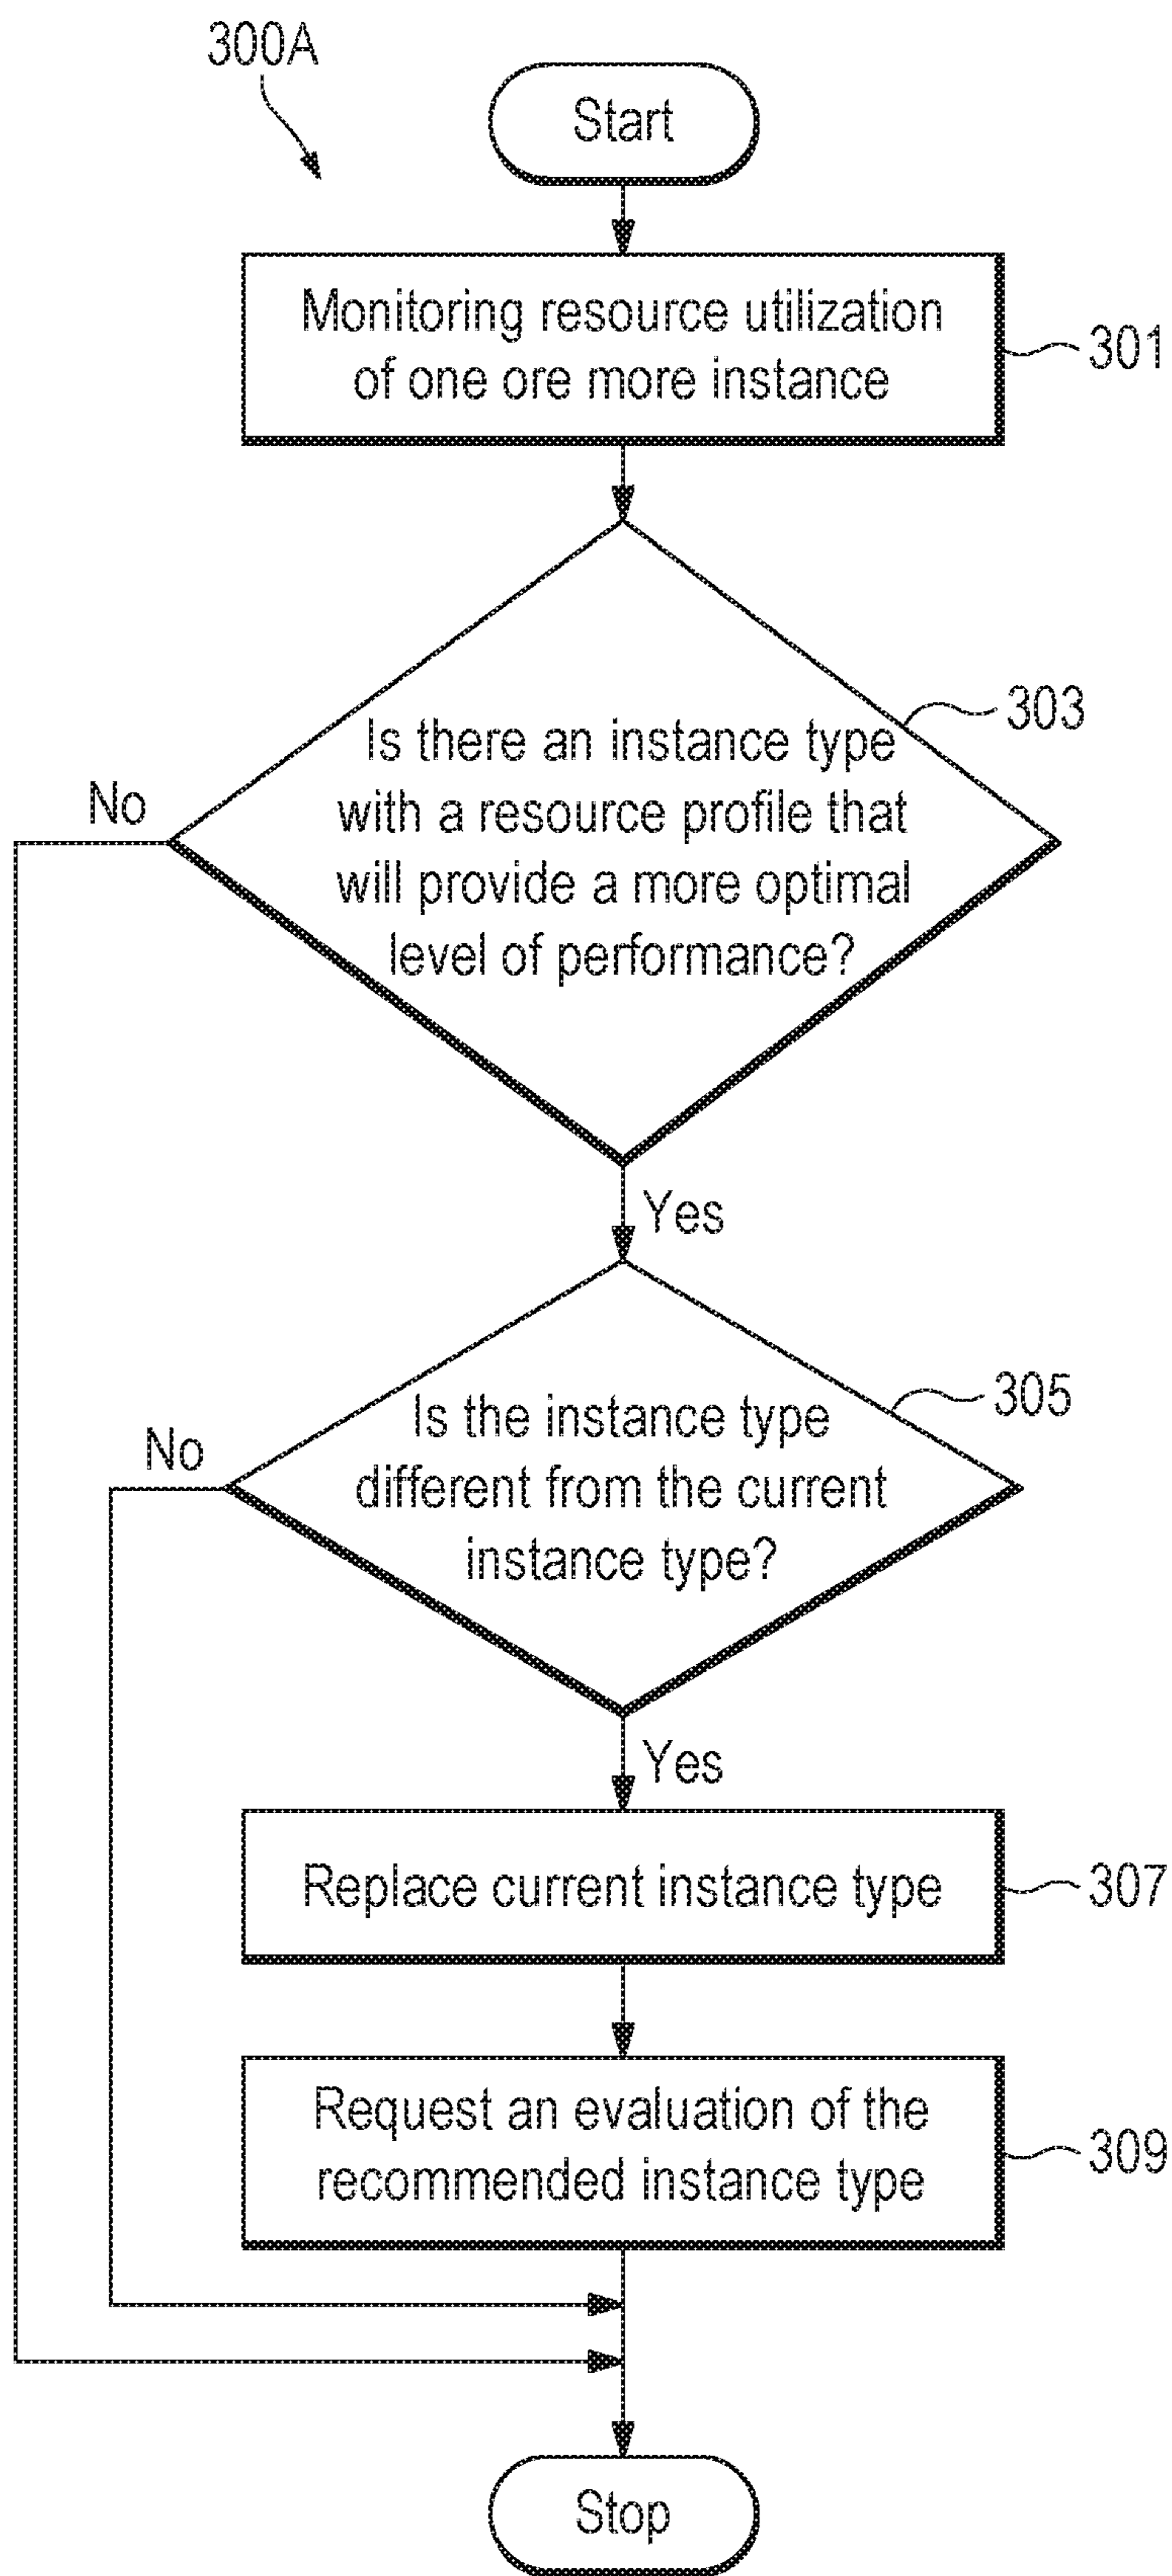 300A
Start
Monitoring resource utilization
of one ore more instance
301
303
Is there an instance type
with a resource profile that
will provide a more optimal
level of performance?
No
Yes
305
Is the instance type
different from the current
instance type?
No
Yes
Replace current instance type
307
Request an evaluation of the
recommended instance type
309
Stop